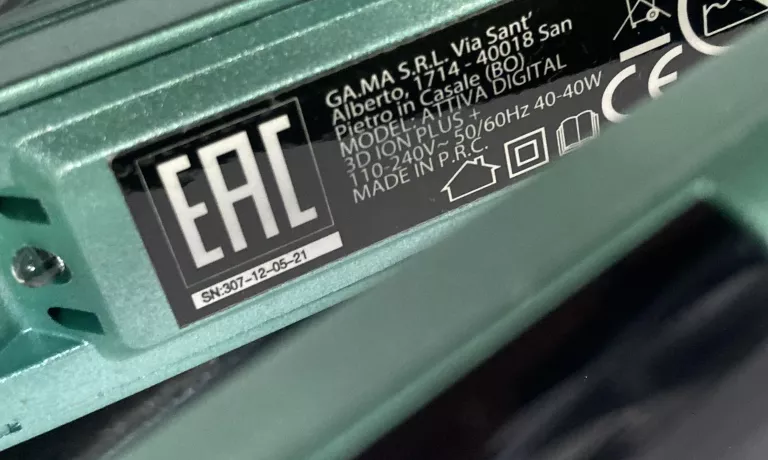 GA.MA S.R.L. Via Sant'
Alberto, 1714 - 40018 San
Pietro in Casale (BO)
MODEL: ATTIVA DIGITAL
3D ION PLUS +
110-240V~ 50/60Hz 40-40W
MADE IN P.R.C.
EAC
SN:307-12-05-21
CE